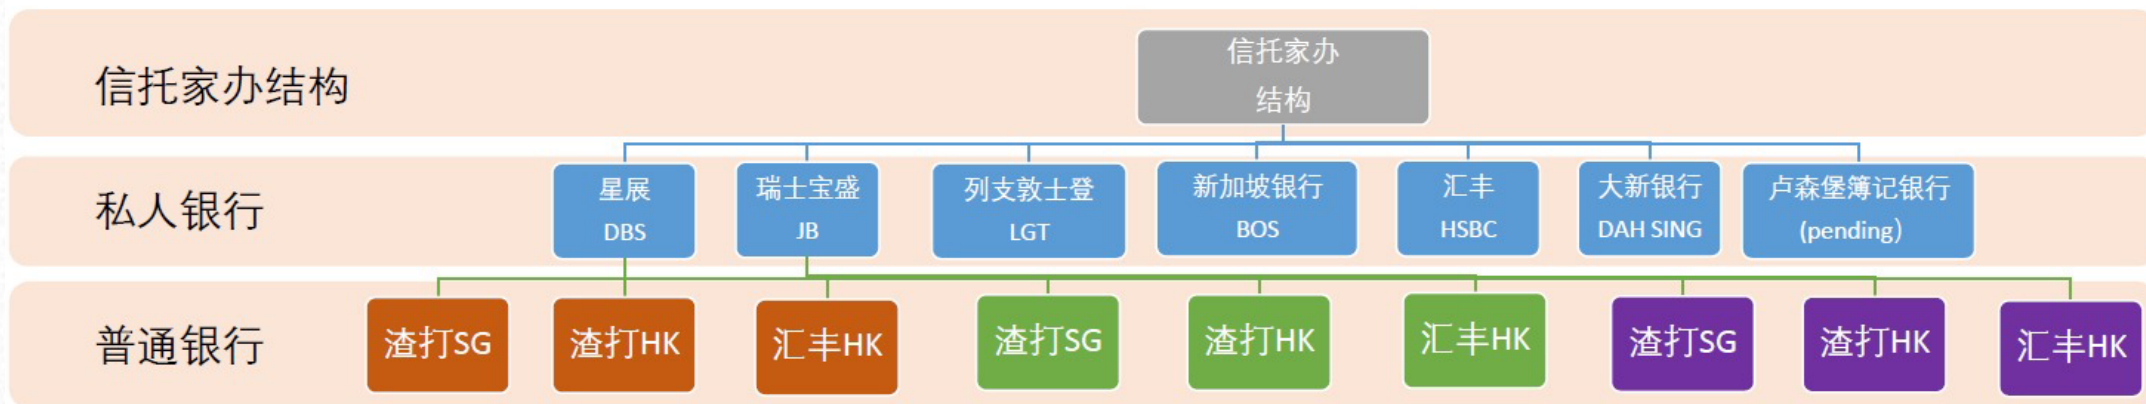 信托家办结构
信托家办
结构
私人银行
星展
DBS
瑞士宝盛
JB
列支敦士登
LGT
新加坡银行
BOS
汇丰
HSBC
大新银行
DAH SING
卢森堡簿记银行
(pending）
普通银行
渣打SG
渣打HK
汇丰HK
渣打SG
渣打HK
汇丰HK
渣打SG
渣打HK
汇丰HK